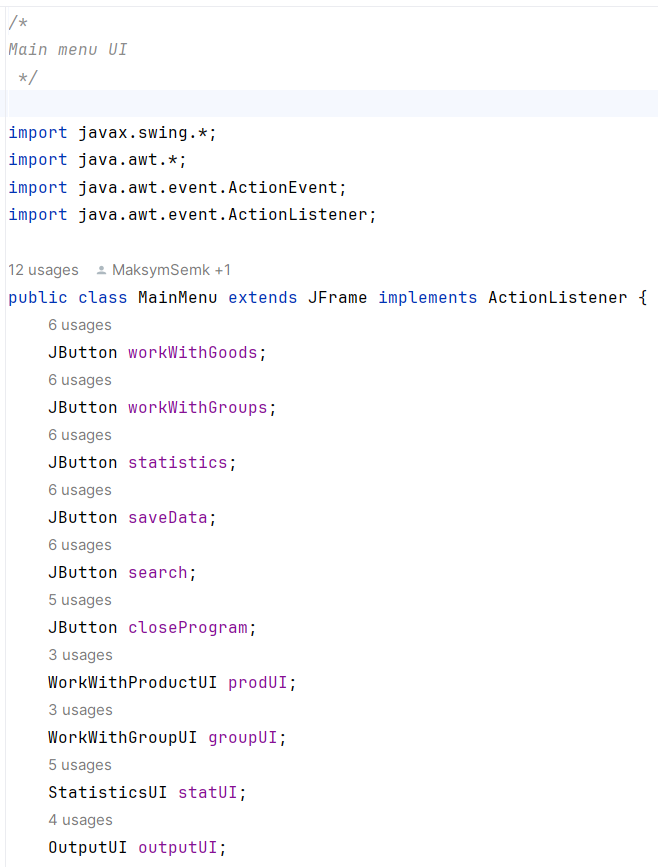 /*
Main menu UI
*/
import javax.swing.*;
import java.awt.*;
import java.awt.event.ActionEvent;
import java.awt.event.ActionListener;
12 usages MaksymSemk +1
public class MainMenu extends JFrame implements ActionListener {
6 usages
JButton workWithGoods;
6 usages
JButton workWithGroups;
6 usages
JButton statistics;
6 usages
JButton saveData;
6 usages
JButton search;
5 usages
JButton closeProgram;
3 usages
WorkWithProductUI prodUI;
3 usages
WorkWithGroupUI groupUI;
5 usages
StatisticsUI statUI;
4 usages
OutputUI outputUI;